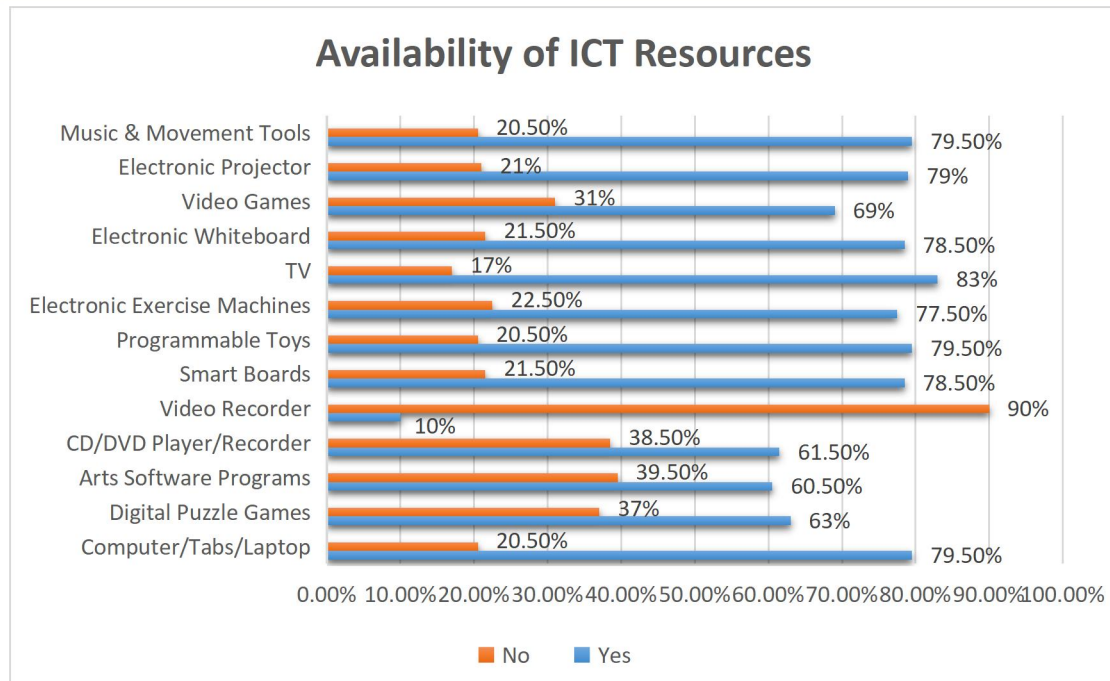 Availability of ICT Resources
Music & Movement Tools 20.50% 79.50%
Electronic Projector 21% 79%
Video Games 31% 69%
Electronic Whiteboard 21.50% 78.50%
TV 17% 83%
Electronic Exercise Machines 22.50% 77.50%
Programmable Toys 20.50% 79.50%
Smart Boards 21.50% 78.50%
Video Recorder 90% 10%
CD/DVD Player/Recorder 38.50% 61.50%
Arts Software Programs 39.50% 60.50%
Digital Puzzle Games 37% 63%
Computer/Tabs/Laptop 20.50% 79.50%
0.00% 10.00% 20.00% 30.00% 40.00% 50.00% 60.00% 70.00% 80.00% 90.00% 100.00%
No Yes